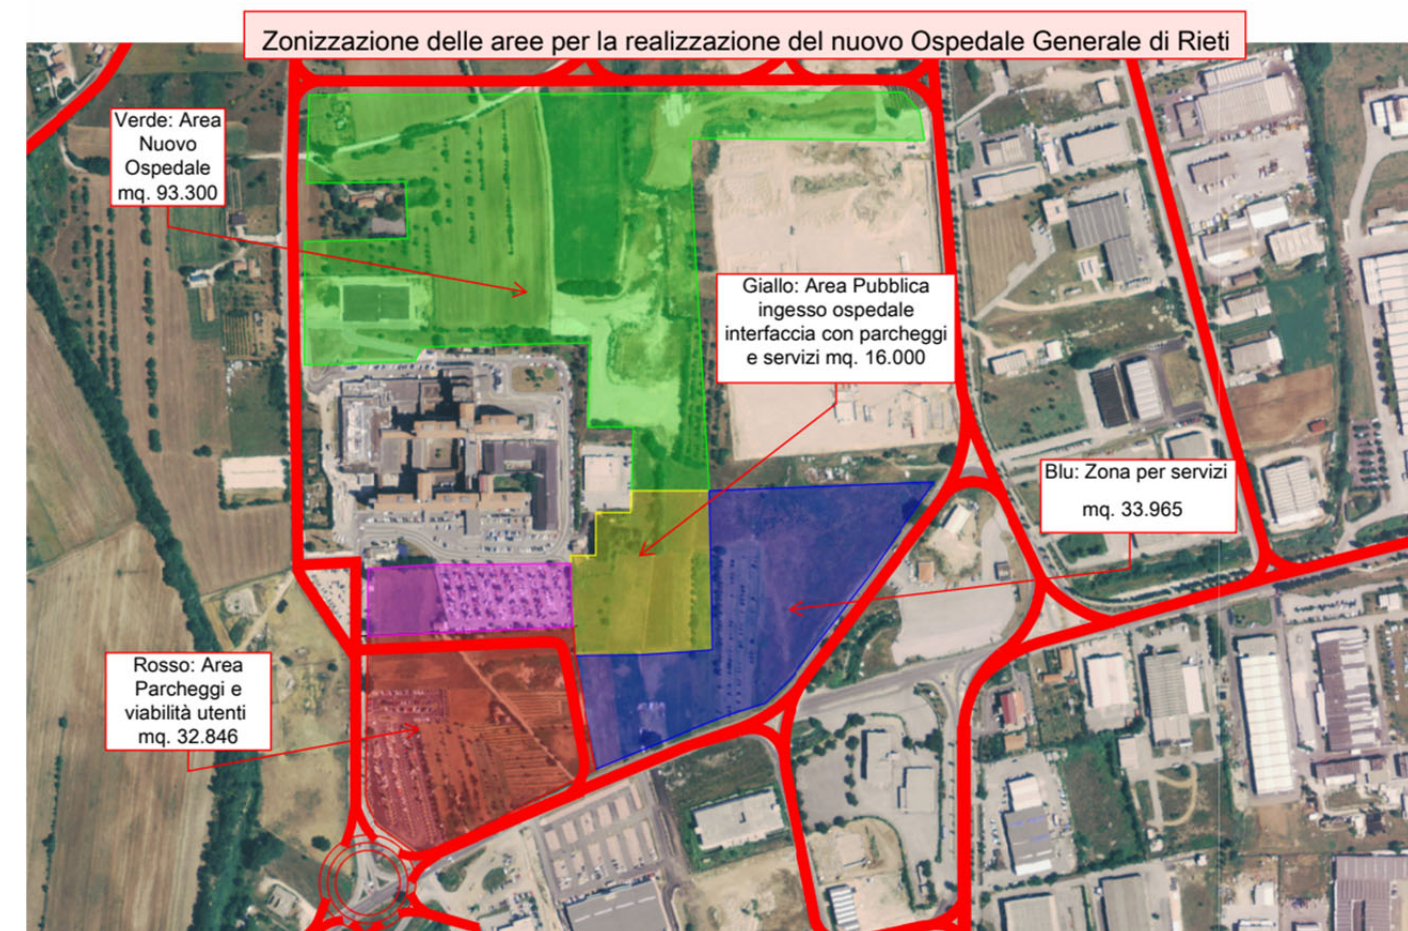 Zonizzazione delle aree per la realizzazione del nuovo Ospedale Generale di Rieti
Verde: Area
Nuovo
Ospedale
mq. 93.300
Giallo: Area Pubblica
ingesso ospedale
interfaccia con parcheggi
e servizi mq. 16.000
Blu: Zona per servizi
mq. 33.965
Rosso: Area
Parcheggi e
viabilità utenti
mq. 32.846